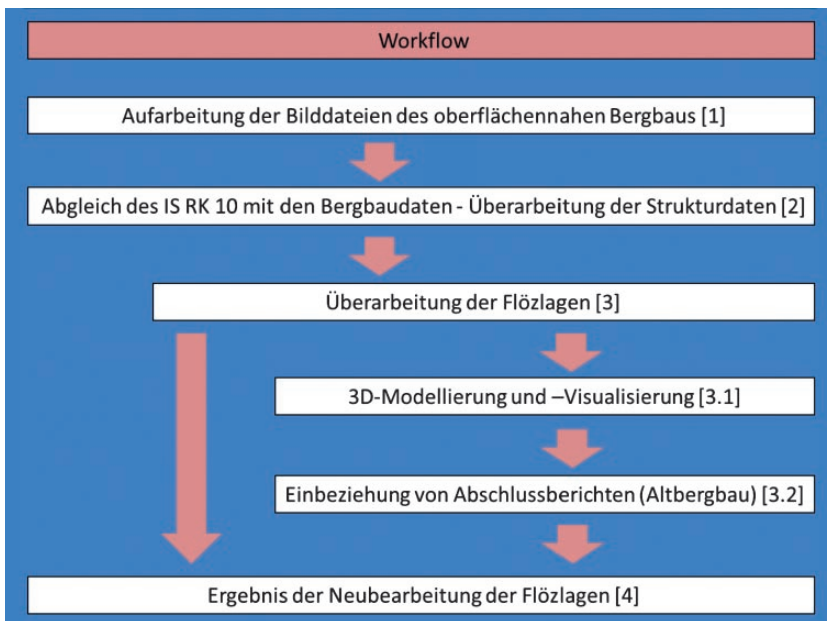 Workflow
Aufarbeitung der Bilddateien des oberflächennahen Bergbaus [1]
Abgleich des IS RK 10 mit den Bergbaudaten - Überarbeitung der Strukturdaten [2]
Überarbeitung der Flözlagen [3]
3D-Modellierung und –Visualisierung [3.1]
Einbeziehung von Abschlussberichten (Altbergbau) [3.2]
Ergebnis der Neubearbeitung der Flözlagen [4]